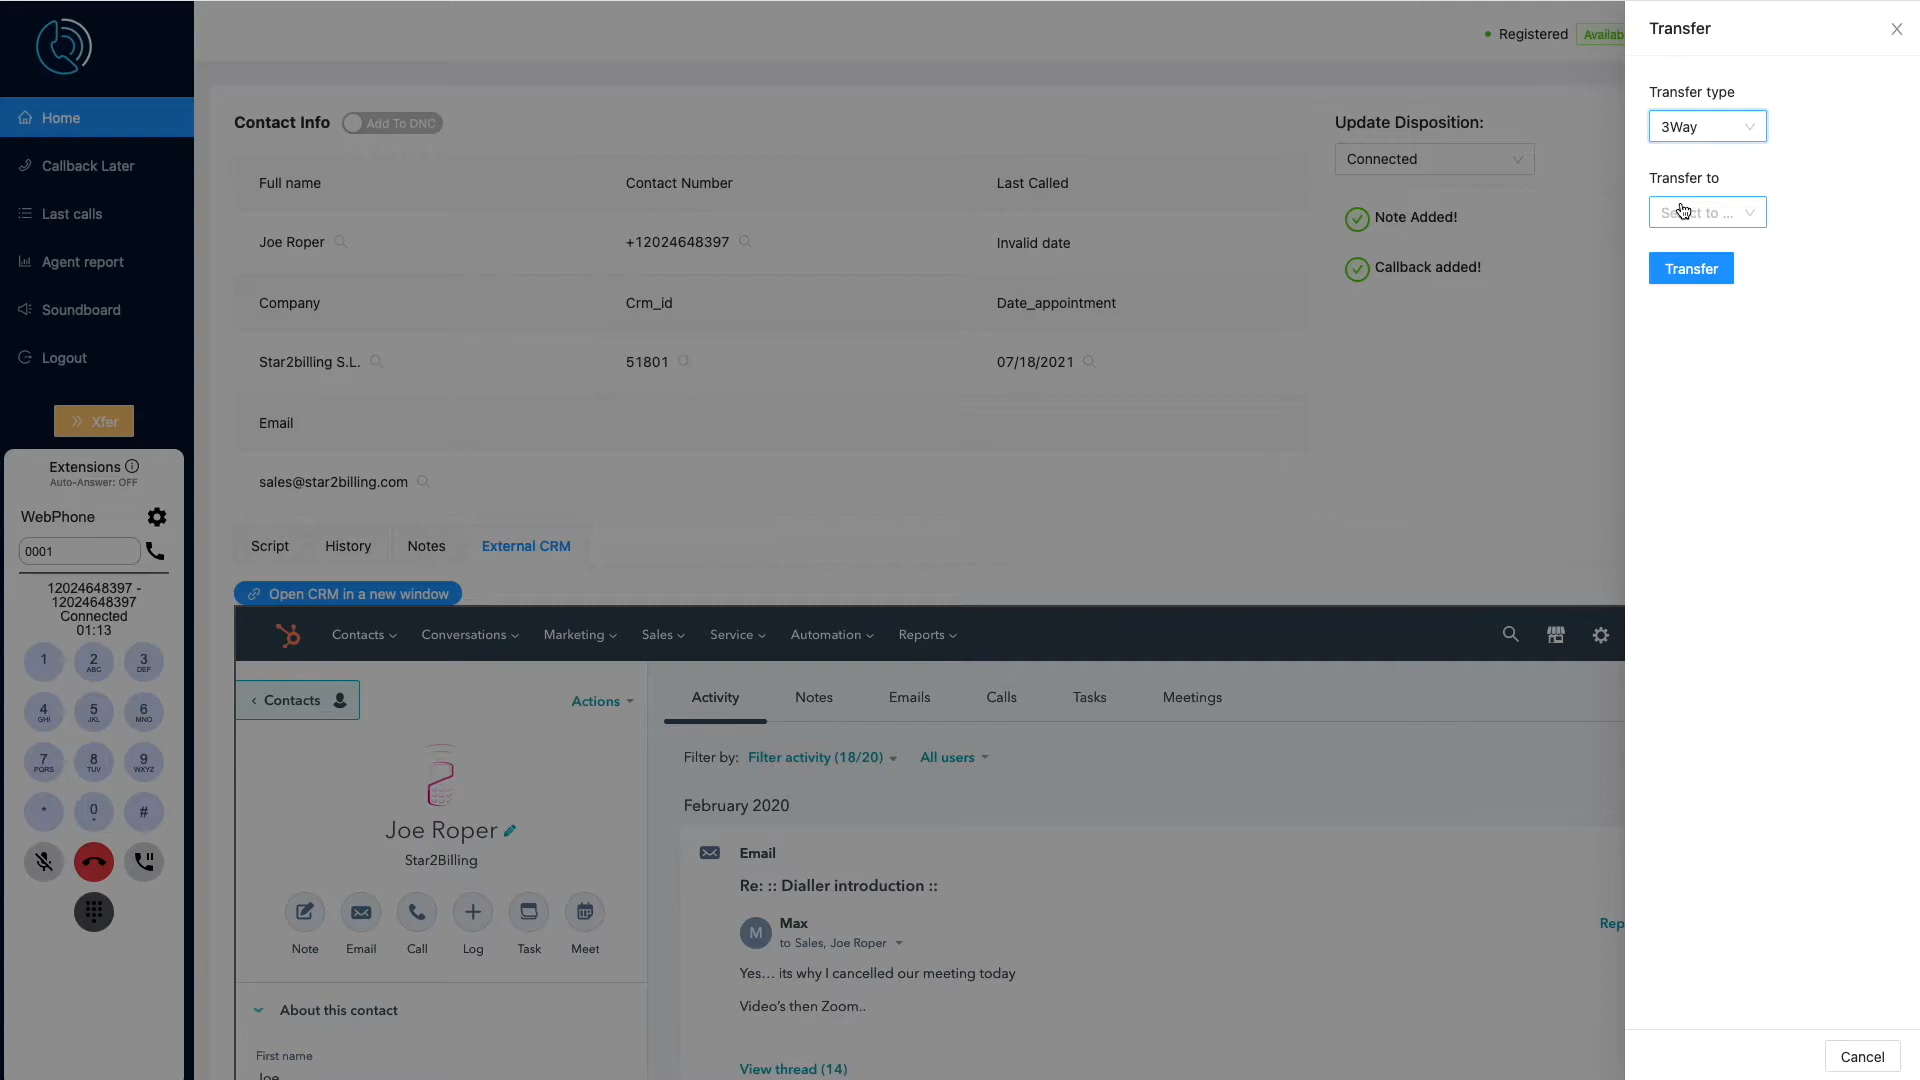 Home
Callback Later
Last calls
Agent report
Soundboard
Logout
Xfer
Extensions
Auto-Answer: OFF
WebPhone
0001
12024648397 -
12024648397
Connected
01:13
1
2 ABC
3 DEF
4 GHI
5 JKL
6 MNO
7 PQRS
8 TUV
9 WXYZ
*
0 +
#
Registered
Contact Info
Add To DNC
Full name
Contact Number
Last Called
Joe Roper
+12024648397
Invalid date
Company
Crm_id
Date_appointment
Star2billing S.L.
51801
07/18/2021
Email
sales@star2billing.com
Update Disposition:
Connected
Note Added!
Callback added!
Script
History
Notes
External CRM
Open CRM in a new window
Contacts
Conversations
Marketing
Sales
Service
Automation
Reports
Contacts
Actions
Joe Roper
Star2Billing
Note
Email
Call
Log
Task
Meet
About this contact
First name
Joe
Activity
Notes
Emails
Calls
Tasks
Meetings
Filter by: Filter activity (18/20)
All users
February 2020
Email
Re: :: Dialler introduction ::
M
Max
to Sales, Joe Roper
Yes... its why I cancelled our meeting today
Video's then Zoom..
View thread (14)
Transfer
Transfer type
3Way
Transfer to
Transfer
Cancel